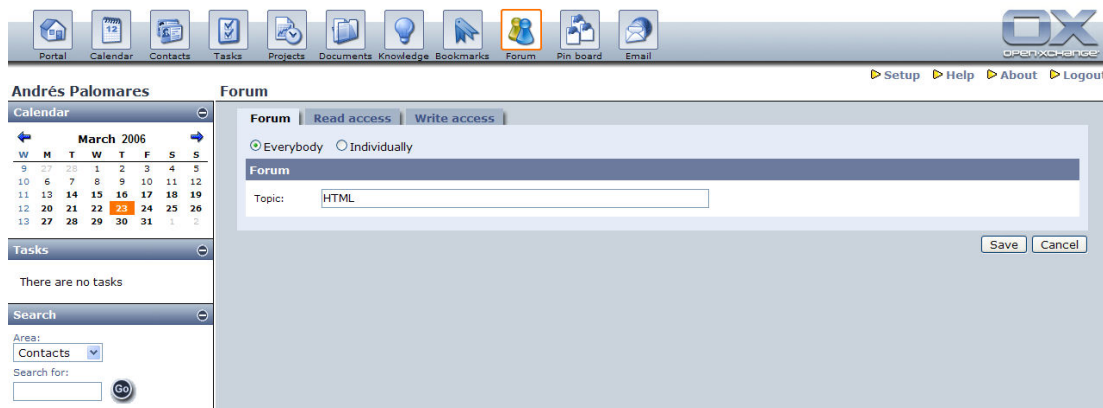 Portal Calendar Contacts Tasks Projects Documents Knowledge Bookmarks Forum Pin board Email
OX
OPEN-XCHANGE
Setup Help About Logout
Andrés Palomares
Forum
Calendar
March 2006
W M T W T F S S
9 27 28 1 2 3 4 5
10 6 7 8 9 10 11 12
11 13 14 15 16 17 18 19
12 20 21 22 23 24 25 26
13 27 28 29 30 31 1 2
Tasks
There are no tasks
Search
Area:
Contacts
Search for:
Go
Forum Read access Write access
Everybody Individually
Forum
Topic: HTML
Save Cancel